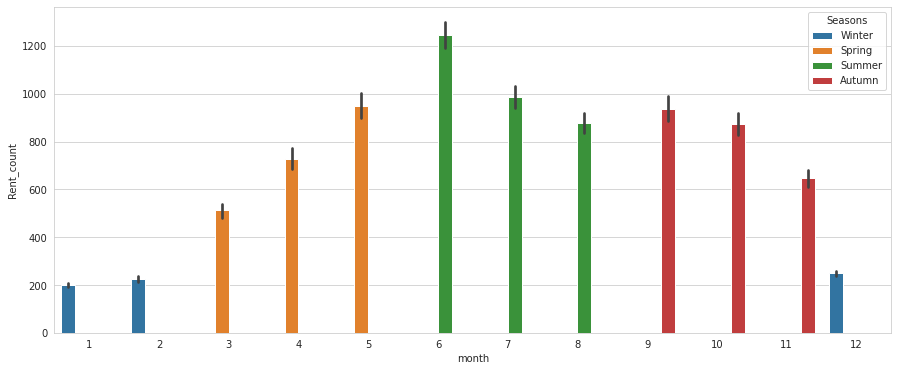 Seasons
Winter
Spring
Summer
Autumn
1200
1000
800
600
400
200
0
Rent_count
1 2 3 4 5 6 7 8 9 10 11 12
month